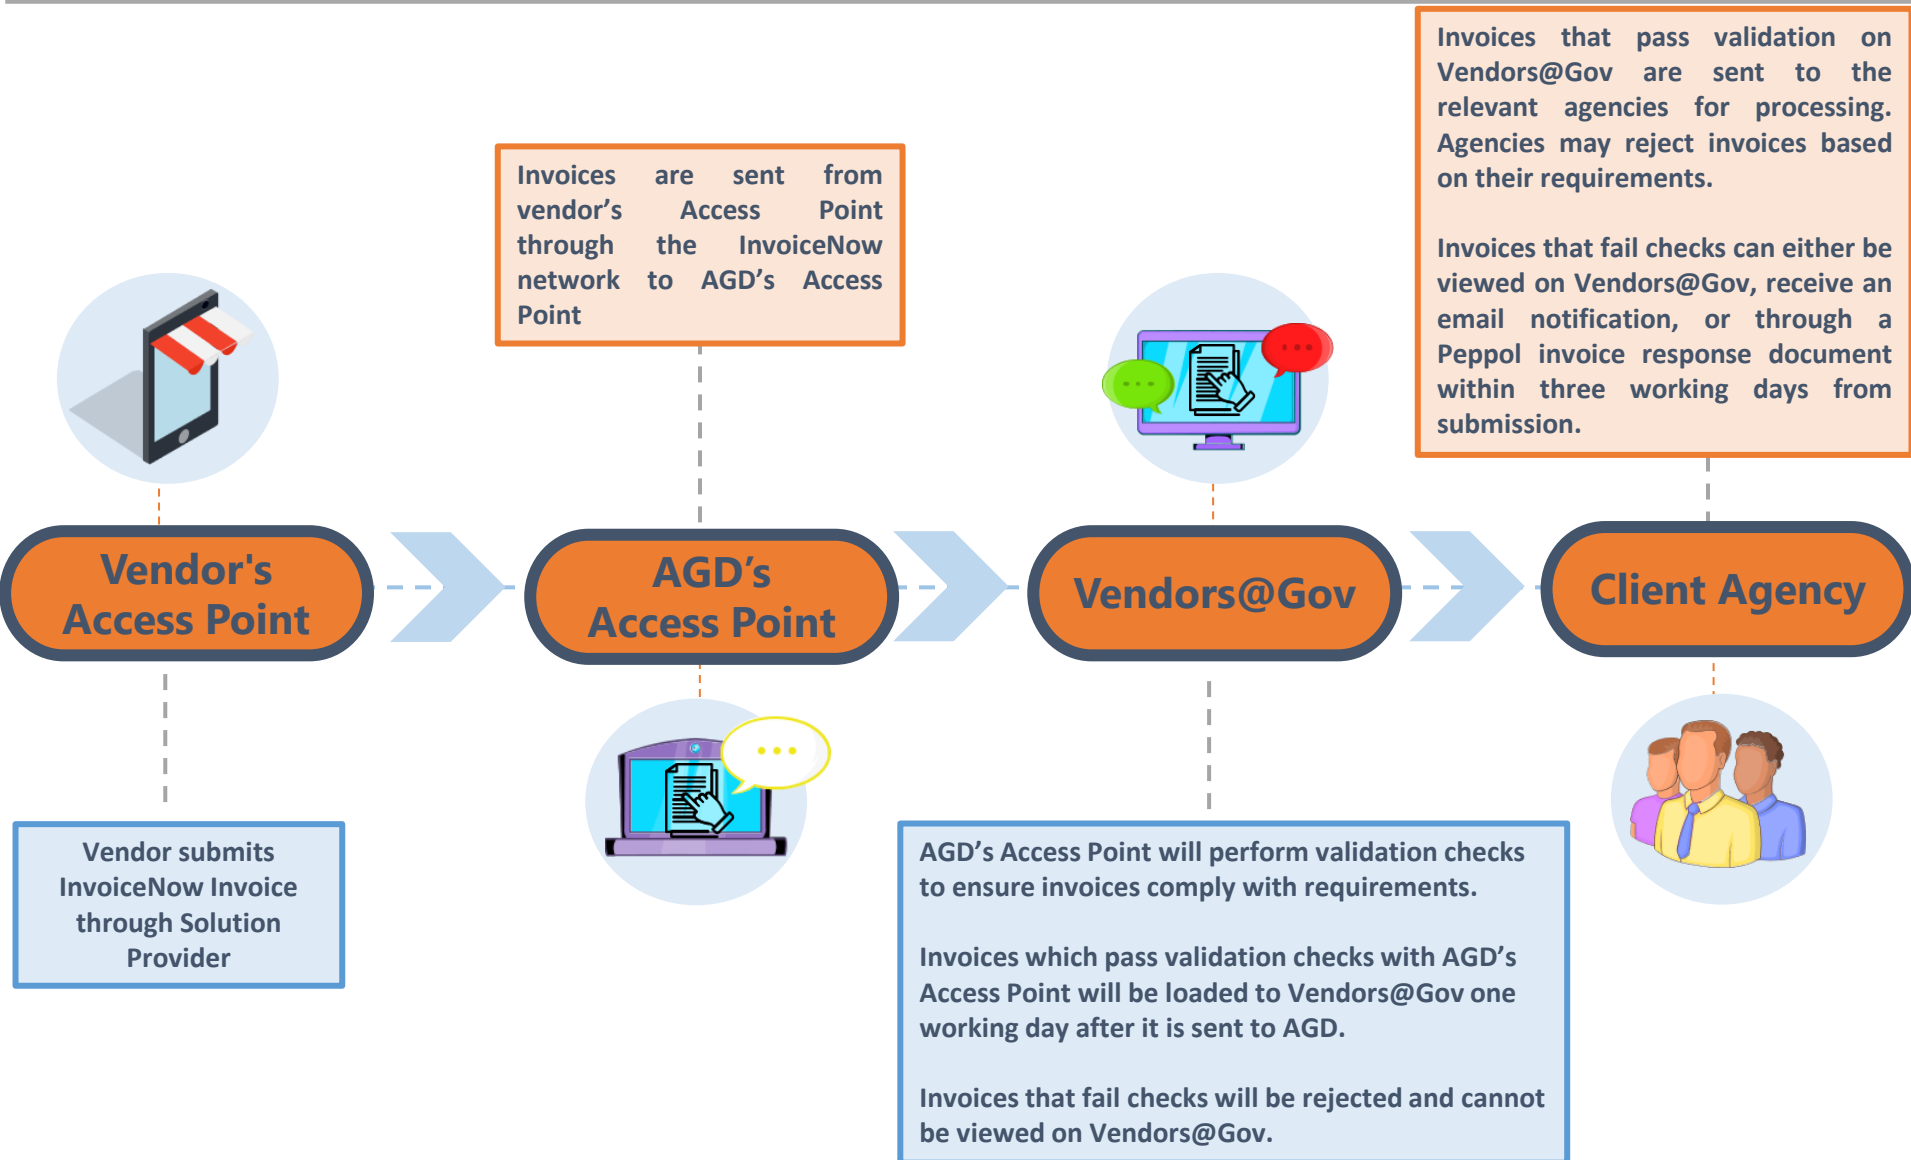 Invoices that pass validation on
Vendors@Gov are sent to the
relevant agencies for processing.
Agencies may reject invoices based
on their requirements.
Invoices that fail checks can either be
viewed on Vendors@Gov, receive an
email notification, or through a
Peppol invoice response document
within three working days from
submission.
Invoices are sent from
vendor’s Access Point
through the InvoiceNow
network to AGD’s Access
Point
Vendor's
Access Point
AGD’s
Access Point
Vendors@Gov
Client Agency
Vendor submits
InvoiceNow Invoice
through Solution
Provider
AGD’s Access Point will perform validation checks
to ensure invoices comply with requirements.
Invoices which pass validation checks with AGD’s
Access Point will be loaded to Vendors@Gov one
working day after it is sent to AGD.
Invoices that fail checks will be rejected and cannot
be viewed on Vendors@Gov.